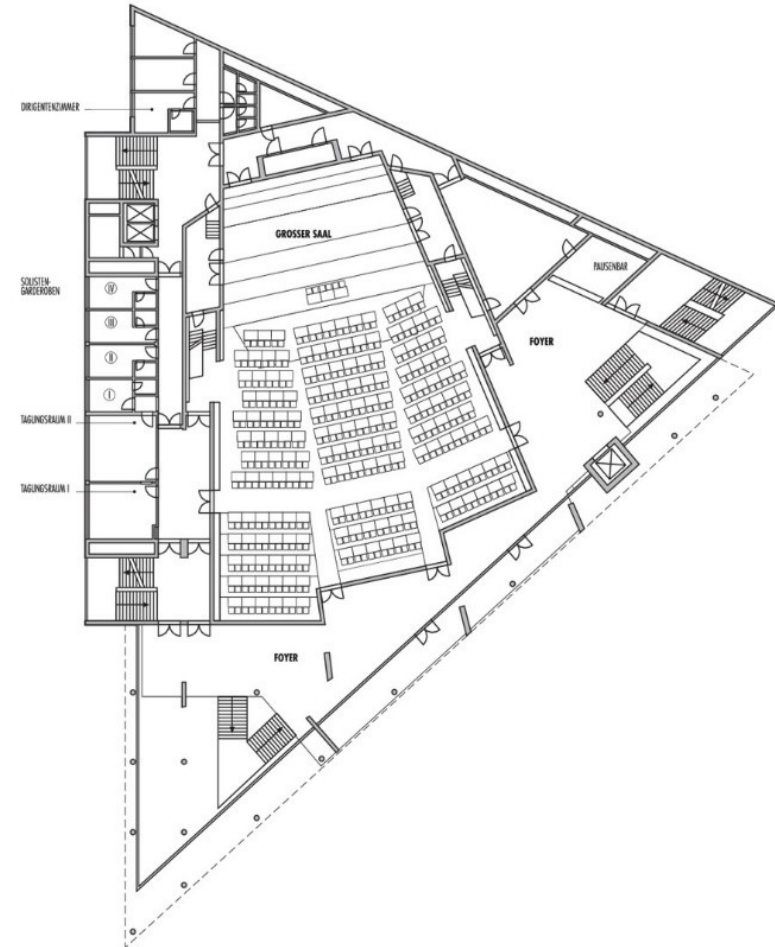 DIRIGENTENZIMMER
GROSSER SAAL
PAUSENBAR
SOLISTEN-
GARDEROBEN
IV
III
II
I
FOYER
TAGUNGSRAUM II
TAGUNGSRAUM I
FOYER